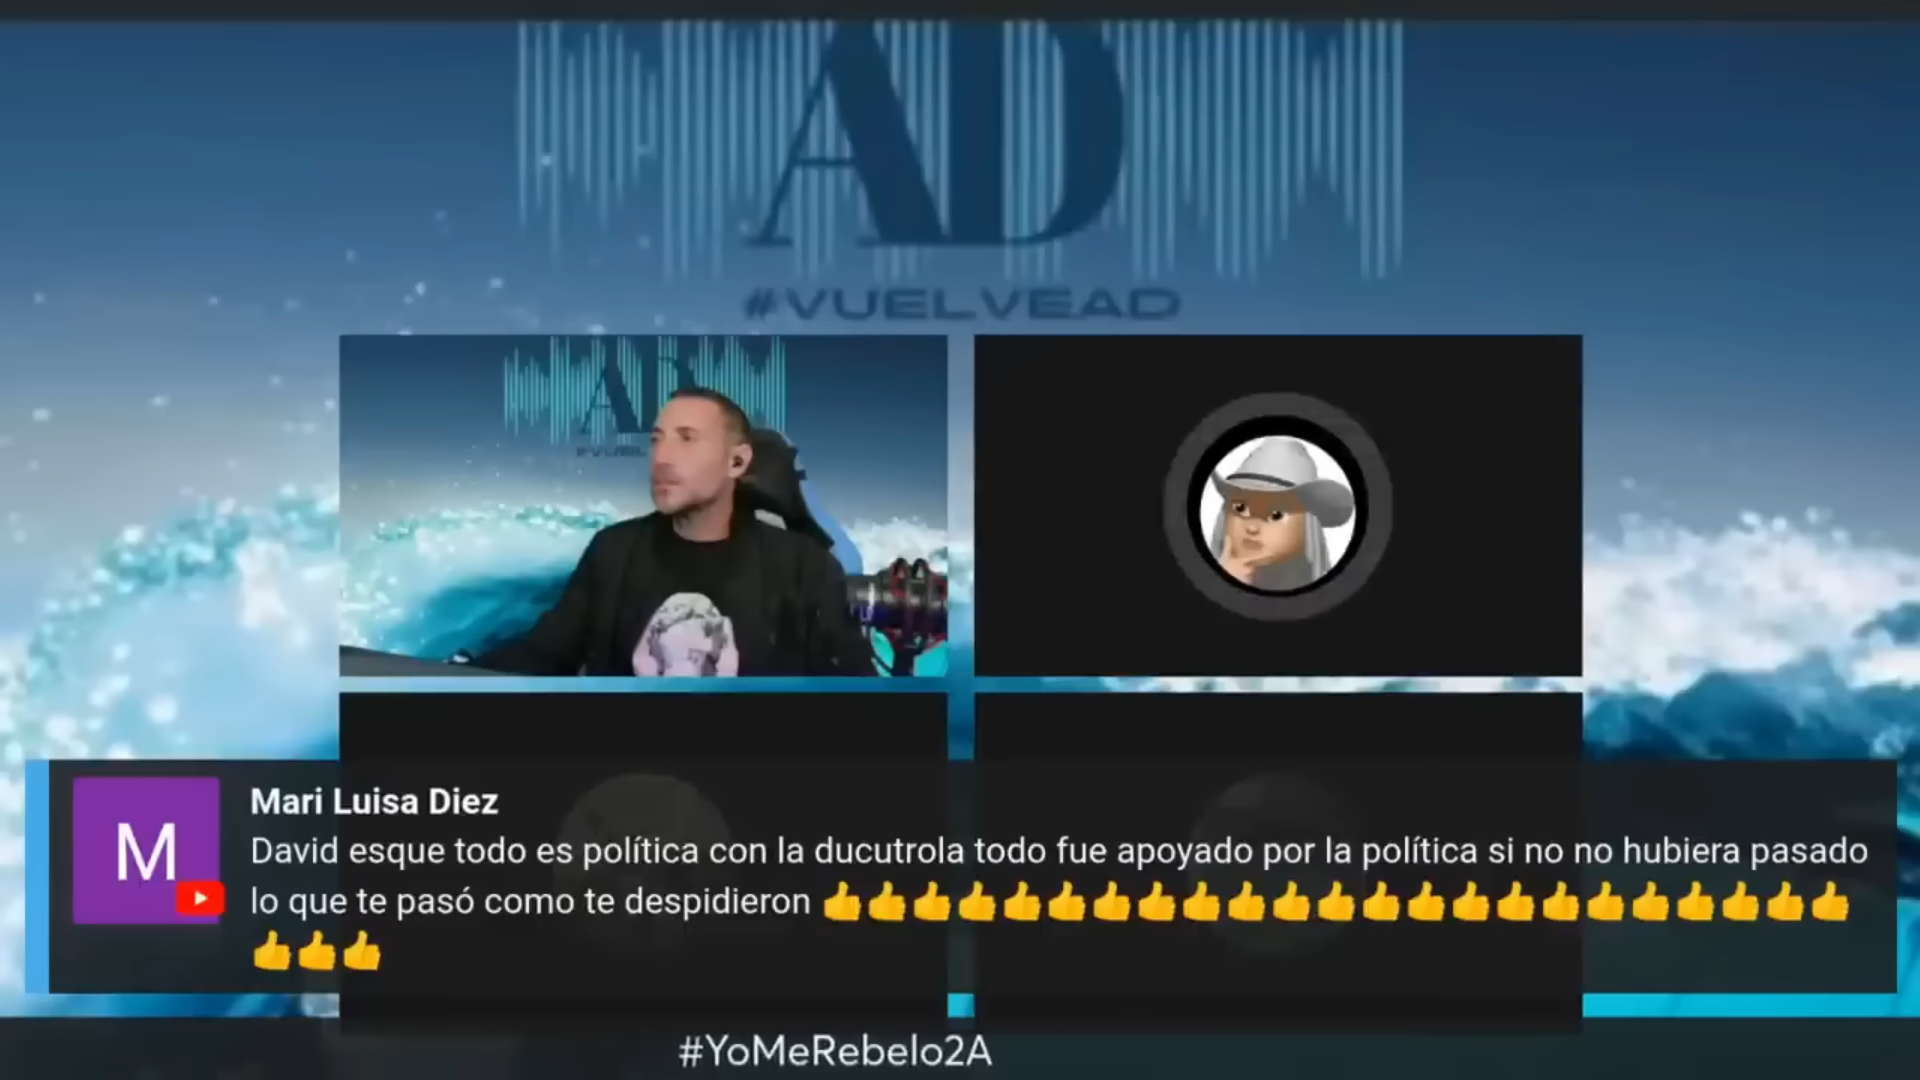 AD
#VUELVEAD
AD
Mari Luisa Diez
M
David esque todo es política con la ducutrola todo fue apoyado por la política si no no hubiera pasado
lo que te pasó como te despidieron 👍👍👍👍👍👍👍👍👍👍👍👍👍👍👍👍👍👍👍👍👍👍👍
👍👍👍
#YoMeRebelo2A